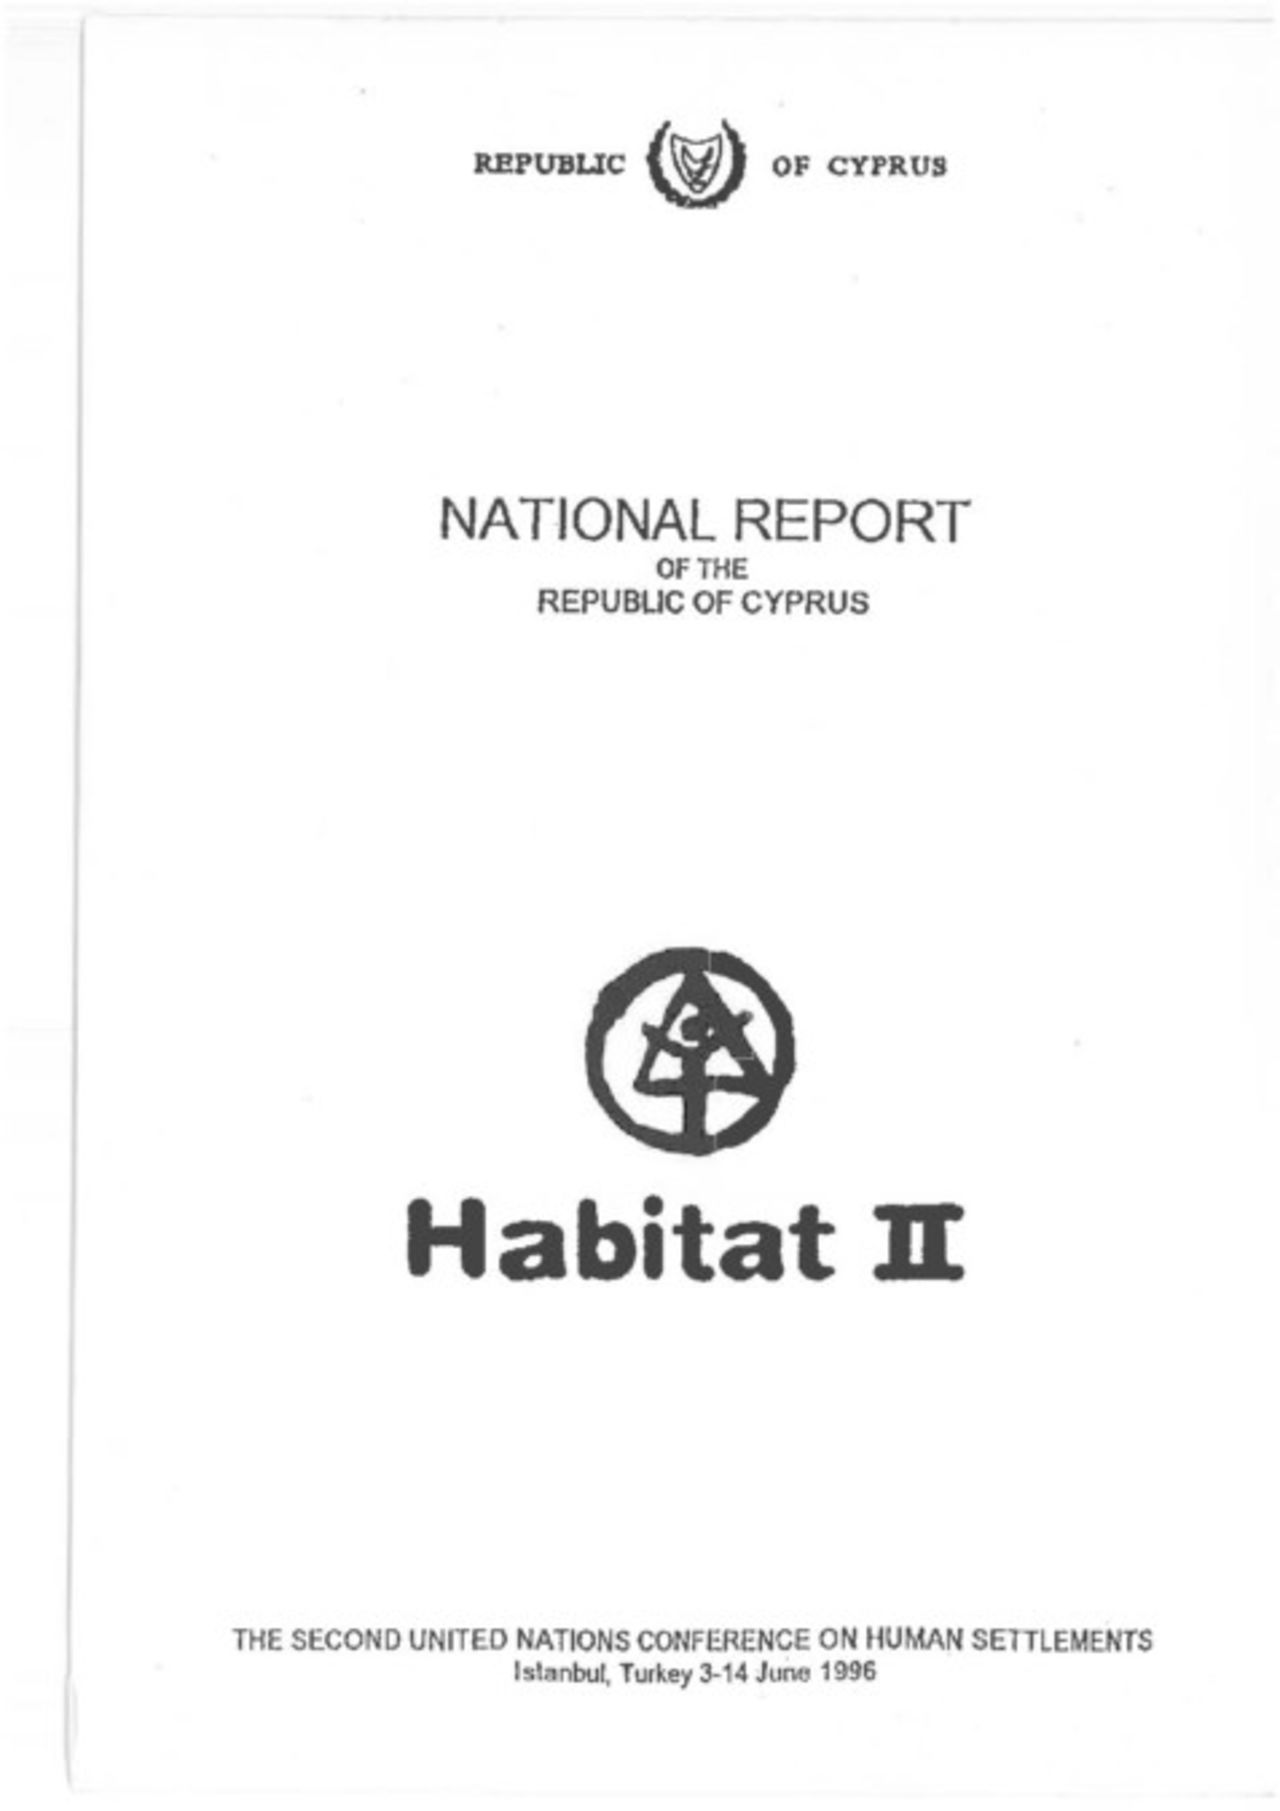 REPUBLIC OF CYPRUS
NATIONAL REPORT
OF THE
REPUBLIC OF CYPRUS
Habitat II
THE SECOND UNITED NATIONS CONFERENCE ON HUMAN SETTLEMENTS
Istanbul, Turkey 3-14 June 1996